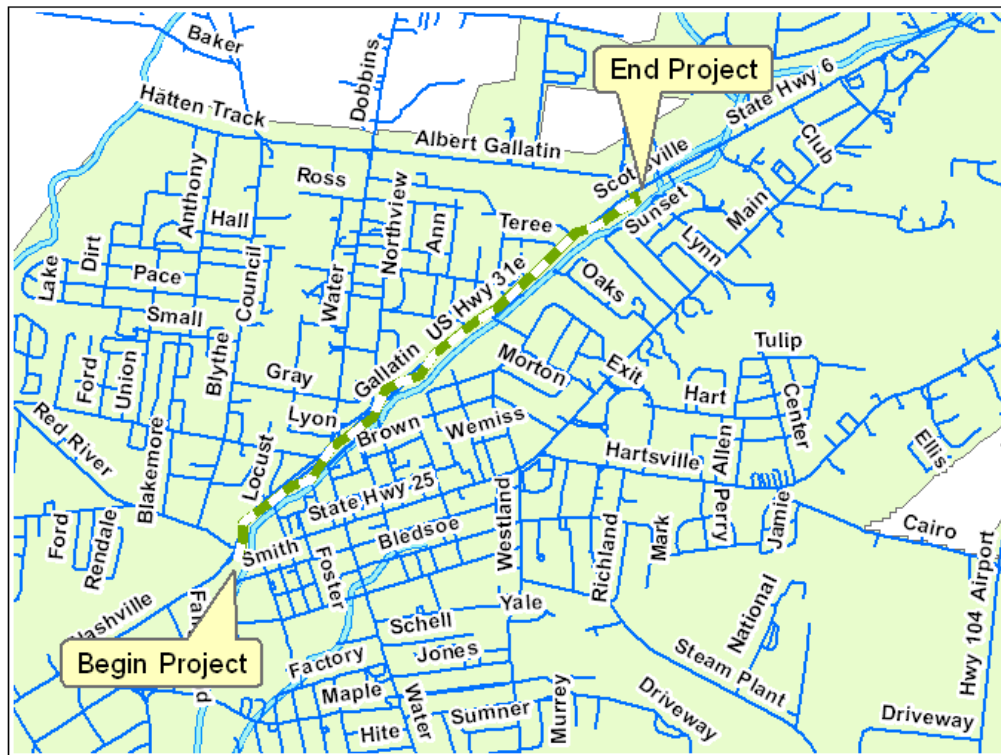 Baker
Dobbins
End Project
State Hwy 6
Hatten Track
Albert Gallatin
Club
Scottsville
Anthony
Ross
Northview
Ann
Sunset
Main
Hall
Teree
Lynn
Dirt
Council
Water
Lake
Pace
US Hwy 31e
Oaks
Small
Blythe
Gallatin
Morton
Exit
Tulip
Ford
Union
Gray
Hart
Center
Lyon
Brown
Wemiss
Allen
Red River
Blakemore
Locust
Hartsville
Ellis
State Hwy 25
Westland
Perry
Jamie
Ford
Rendale
Smith
Bledsoe
Richland
Mark
Cairo
Foster
Nashville
Yale
National
Hwy 104 Airport
Schell
Begin Project
Factory
Jones
Steam Plant
Maple
Water
Murrey
Driveway
Sumner
Hite
Driveway